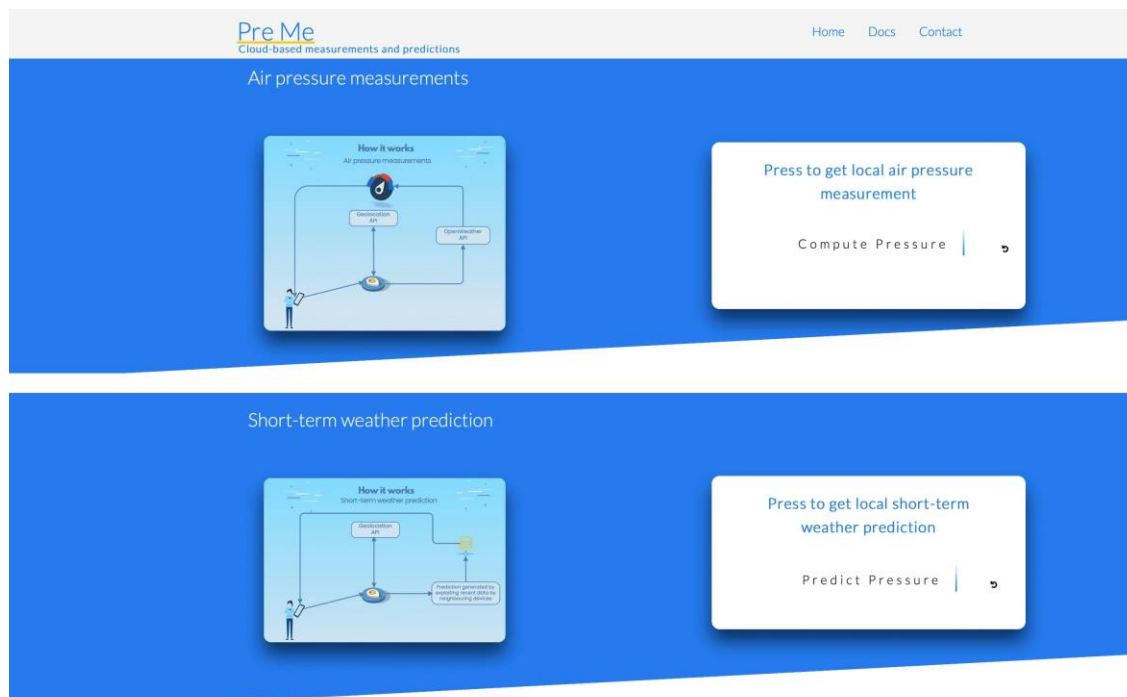 Pre Me
Cloud-based measurements and predictions
Home Docs Contact
Air pressure measurements
How it works
Air pressure measurements
Geolocation
API
OpenWeather
API
Press to get local air pressure
measurement
Compute Pressure
Short-term weather prediction
How it works
Short-term weather prediction
Geolocation
API
Prediction generated by
exploiting recent data by
neighbouring devices
Press to get local short-term
weather prediction
Predict Pressure